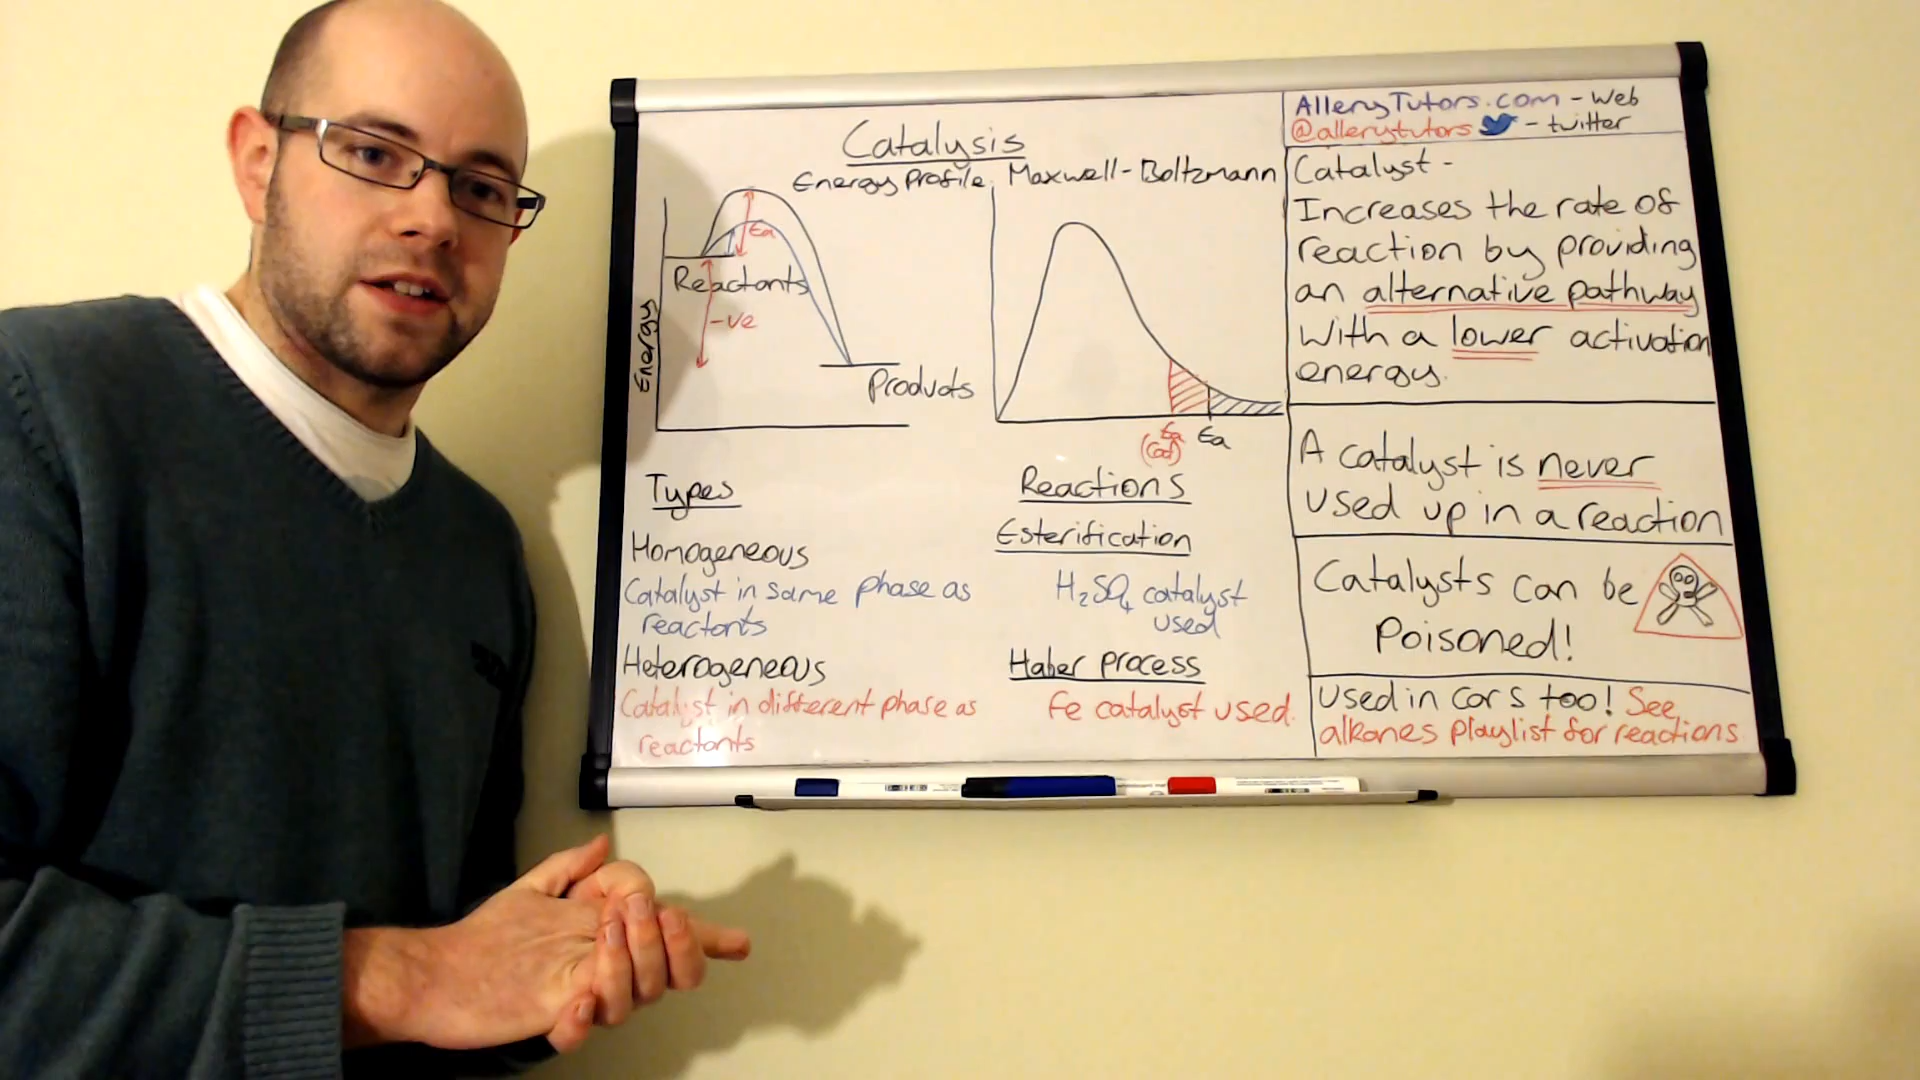 Catalysis
Energy Profile
Maxwell-Boltzmann
Ea
Reactants
-ve
Energy
Products
Ea
(cat)
Ea
Types
Homogeneous
Catalyst in same phase as
reactants
Heterogeneous
Catalyst in different phase as
reactants
Reactions
Esterification
H₂SO₄ catalyst
used
Haber process
Fe catalyst used.
AlleryTutors.com - Web
@allerytutors - twitter
Catalyst -
Increases the rate of
reaction by providing
an alternative pathway
with a lower activation
energy.
A catalyst is never
used up in a reaction
Catalysts can be
Poisoned!
Used in cars too! See
alkanes playlist for reactions.